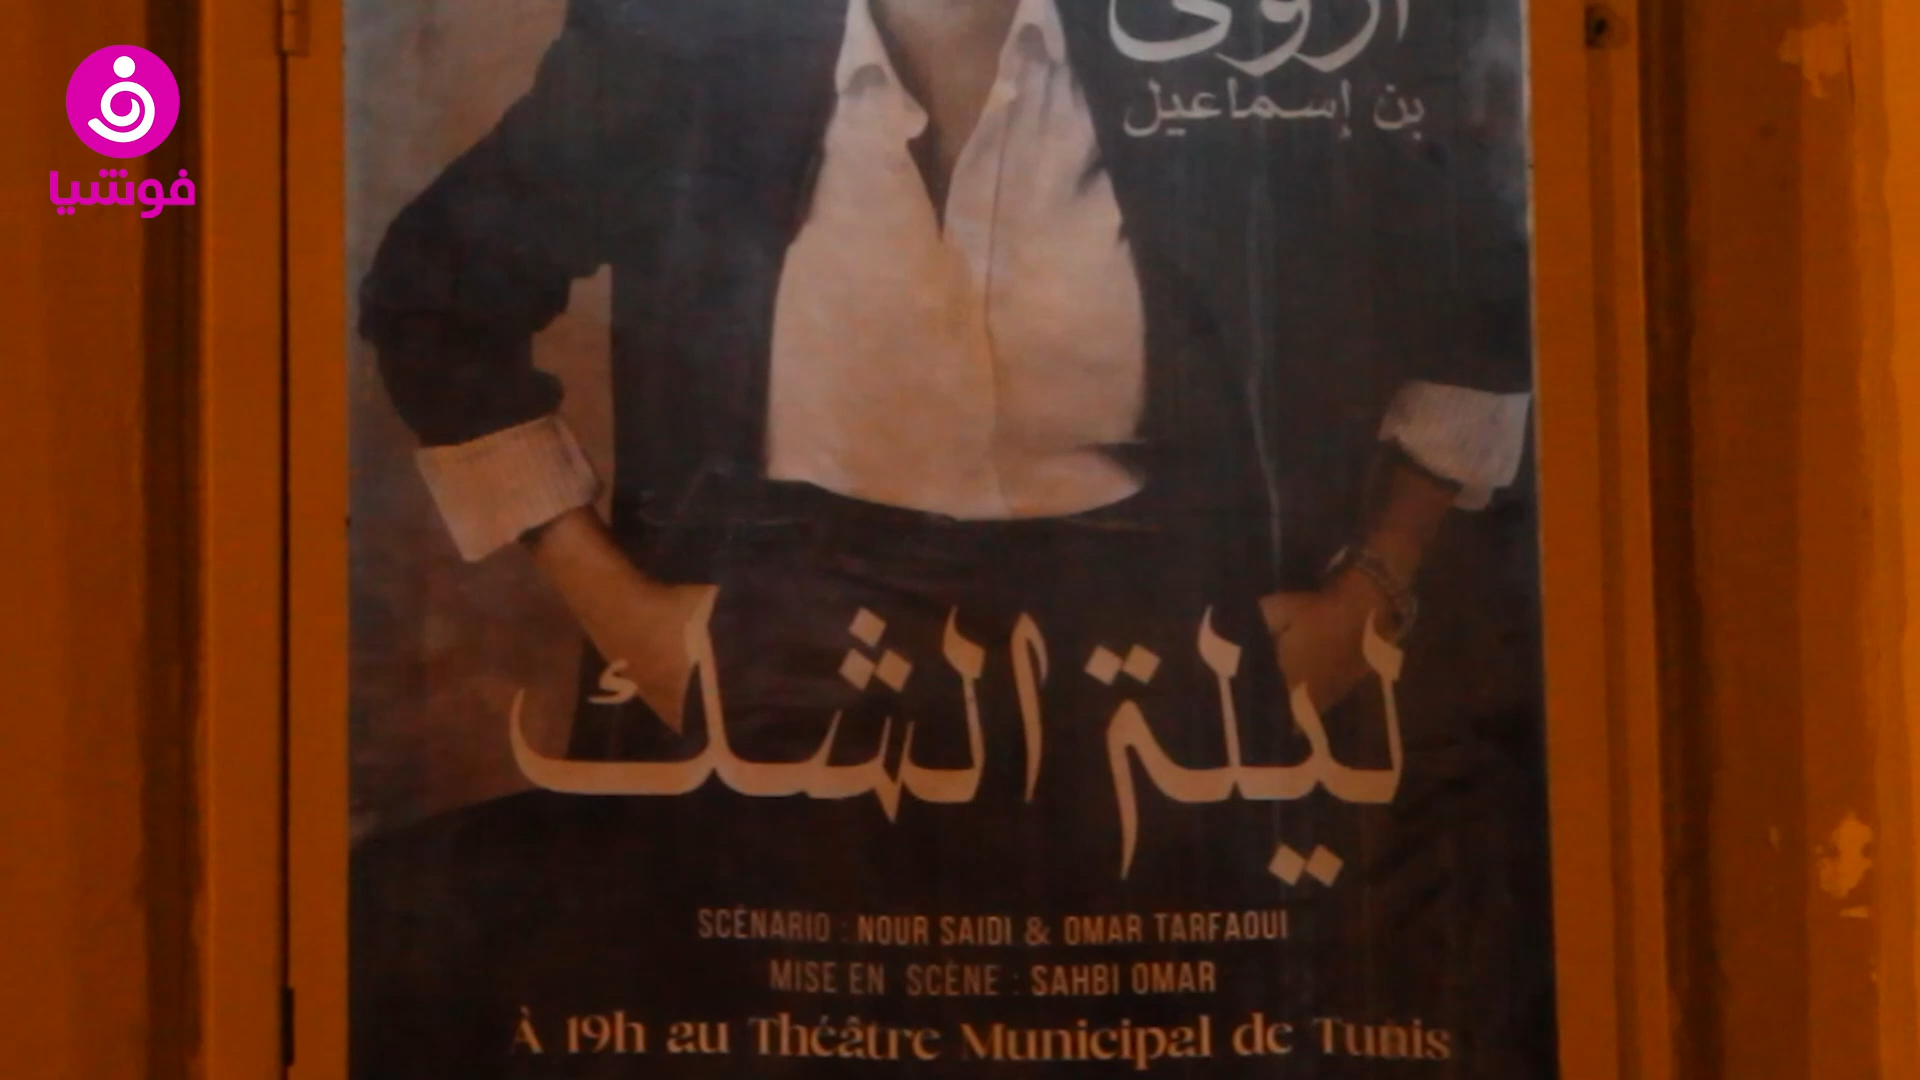 فوشيا
أروى
بن إسماعيل
ليلة الشك
SCÉNARIO : NOUR SAIDI & OMAR TARFAOUI
MISE EN SCÈNE : SAHBI OMAR
À 19h au Théâtre Municipal de Tunis